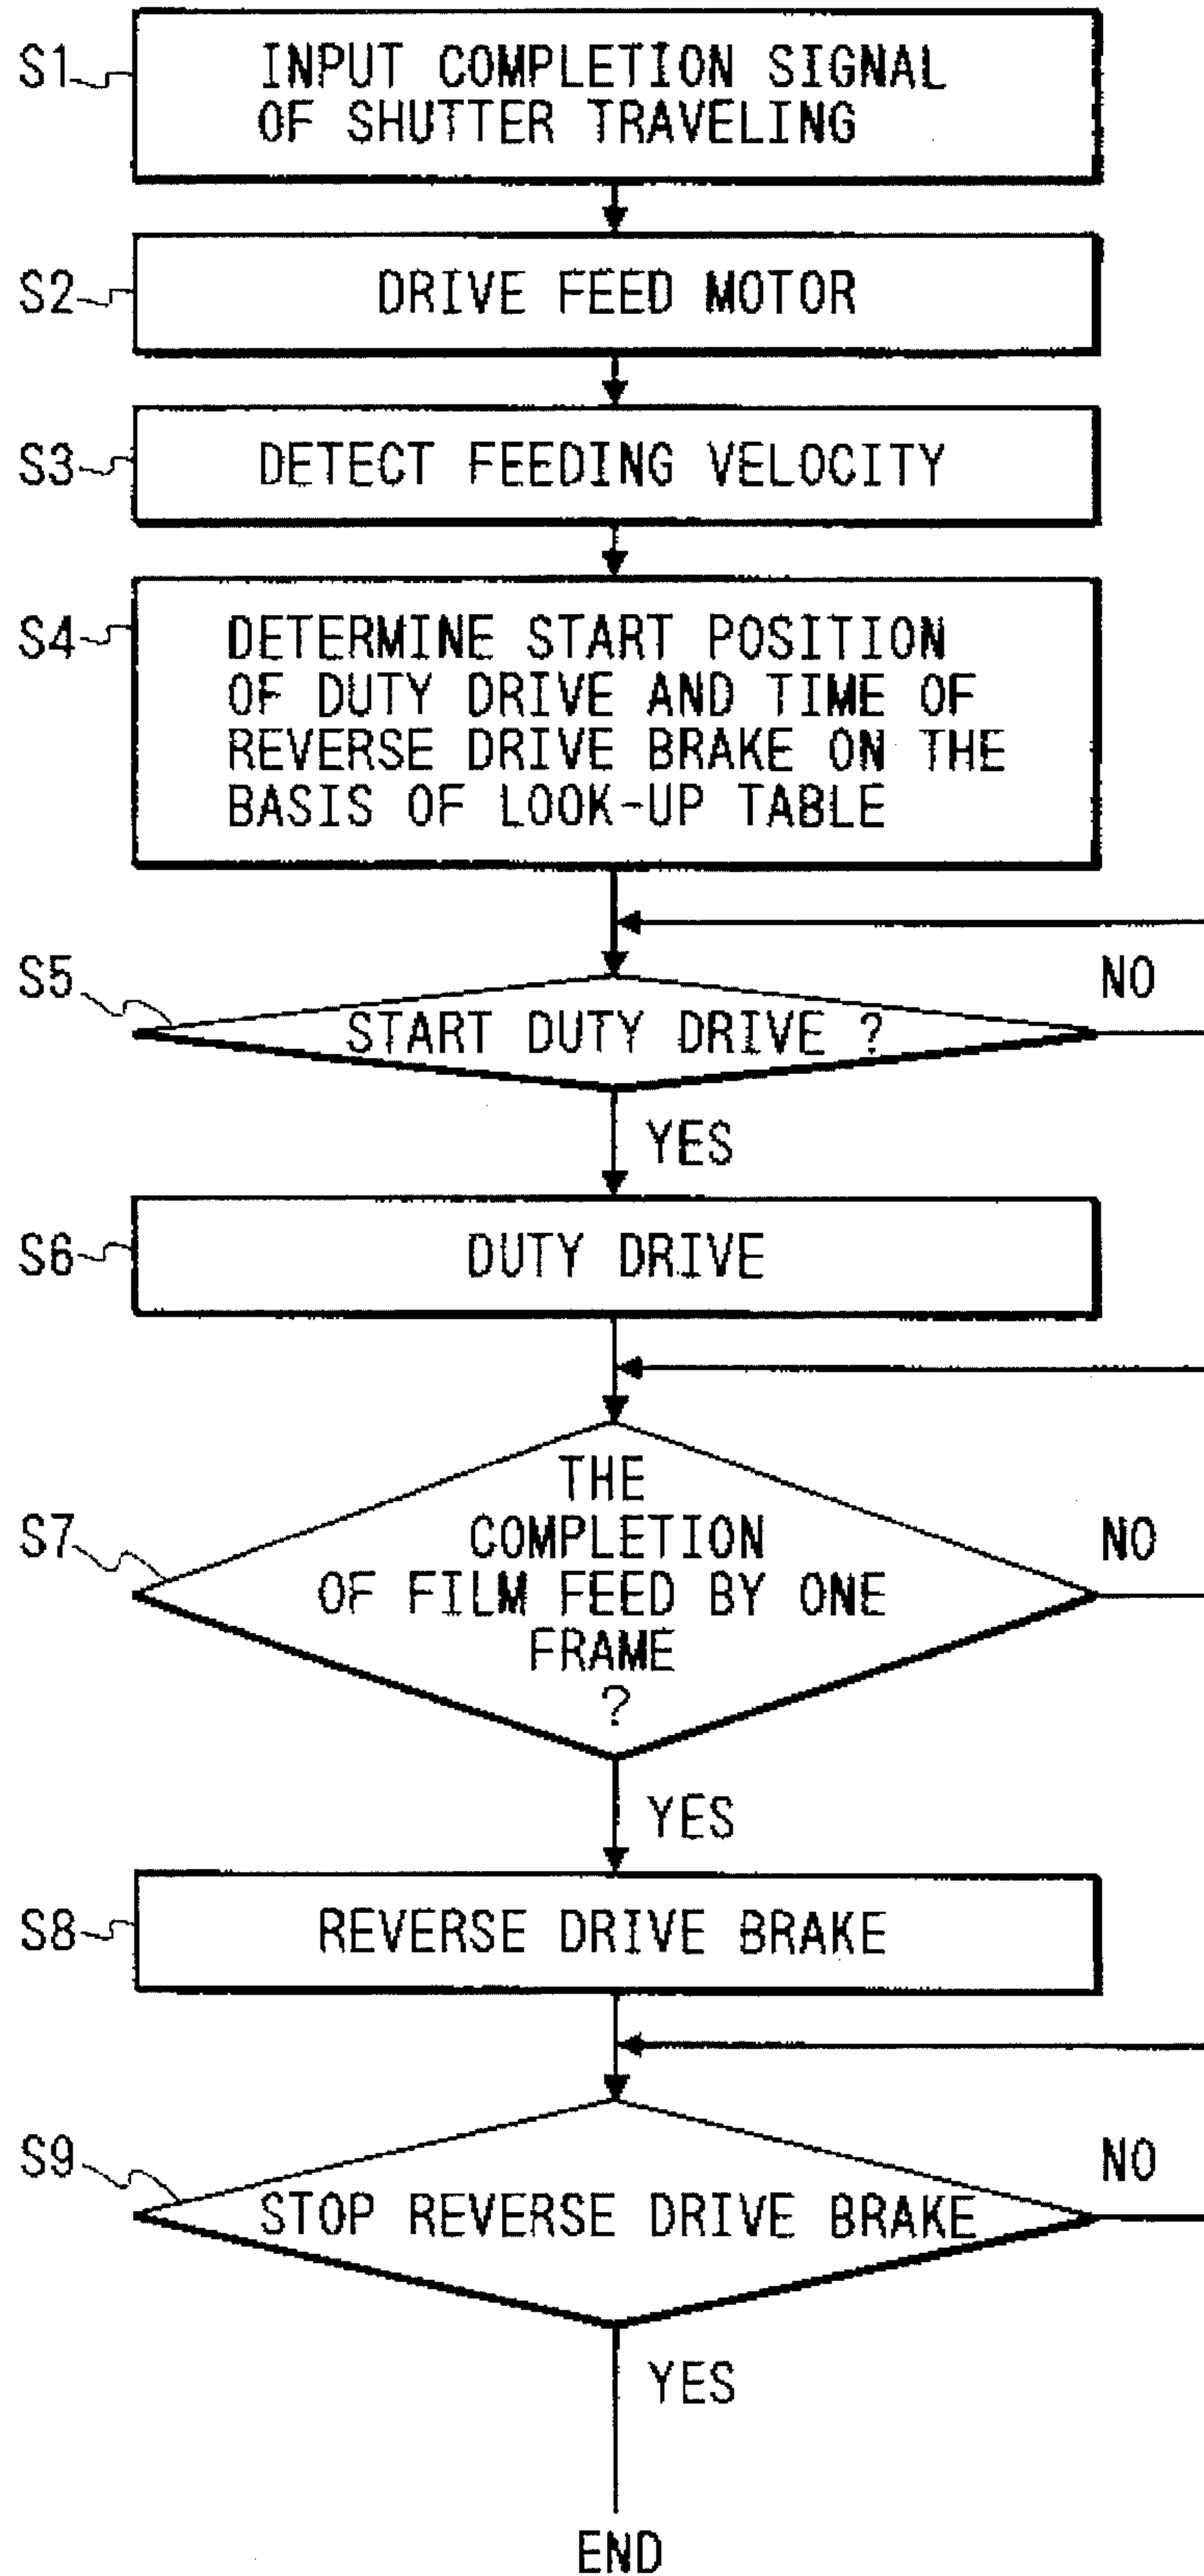 S1
INPUT COMPLETION SIGNAL
OF SHUTTER TRAVELING
S2
DRIVE FEED MOTOR
S3
DETECT FEEDING VELOCITY
S4
DETERMINE START POSITION
OF DUTY DRIVE AND TIME OF
REVERSE DRIVE BRAKE ON THE
BASIS OF LOOK-UP TABLE
S5
START DUTY DRIVE ?
NO
YES
S6
DUTY DRIVE
S7
THE
COMPLETION
OF FILM FEED BY ONE
FRAME
?
NO
YES
S8
REVERSE DRIVE BRAKE
S9
STOP REVERSE DRIVE BRAKE
NO
YES
END